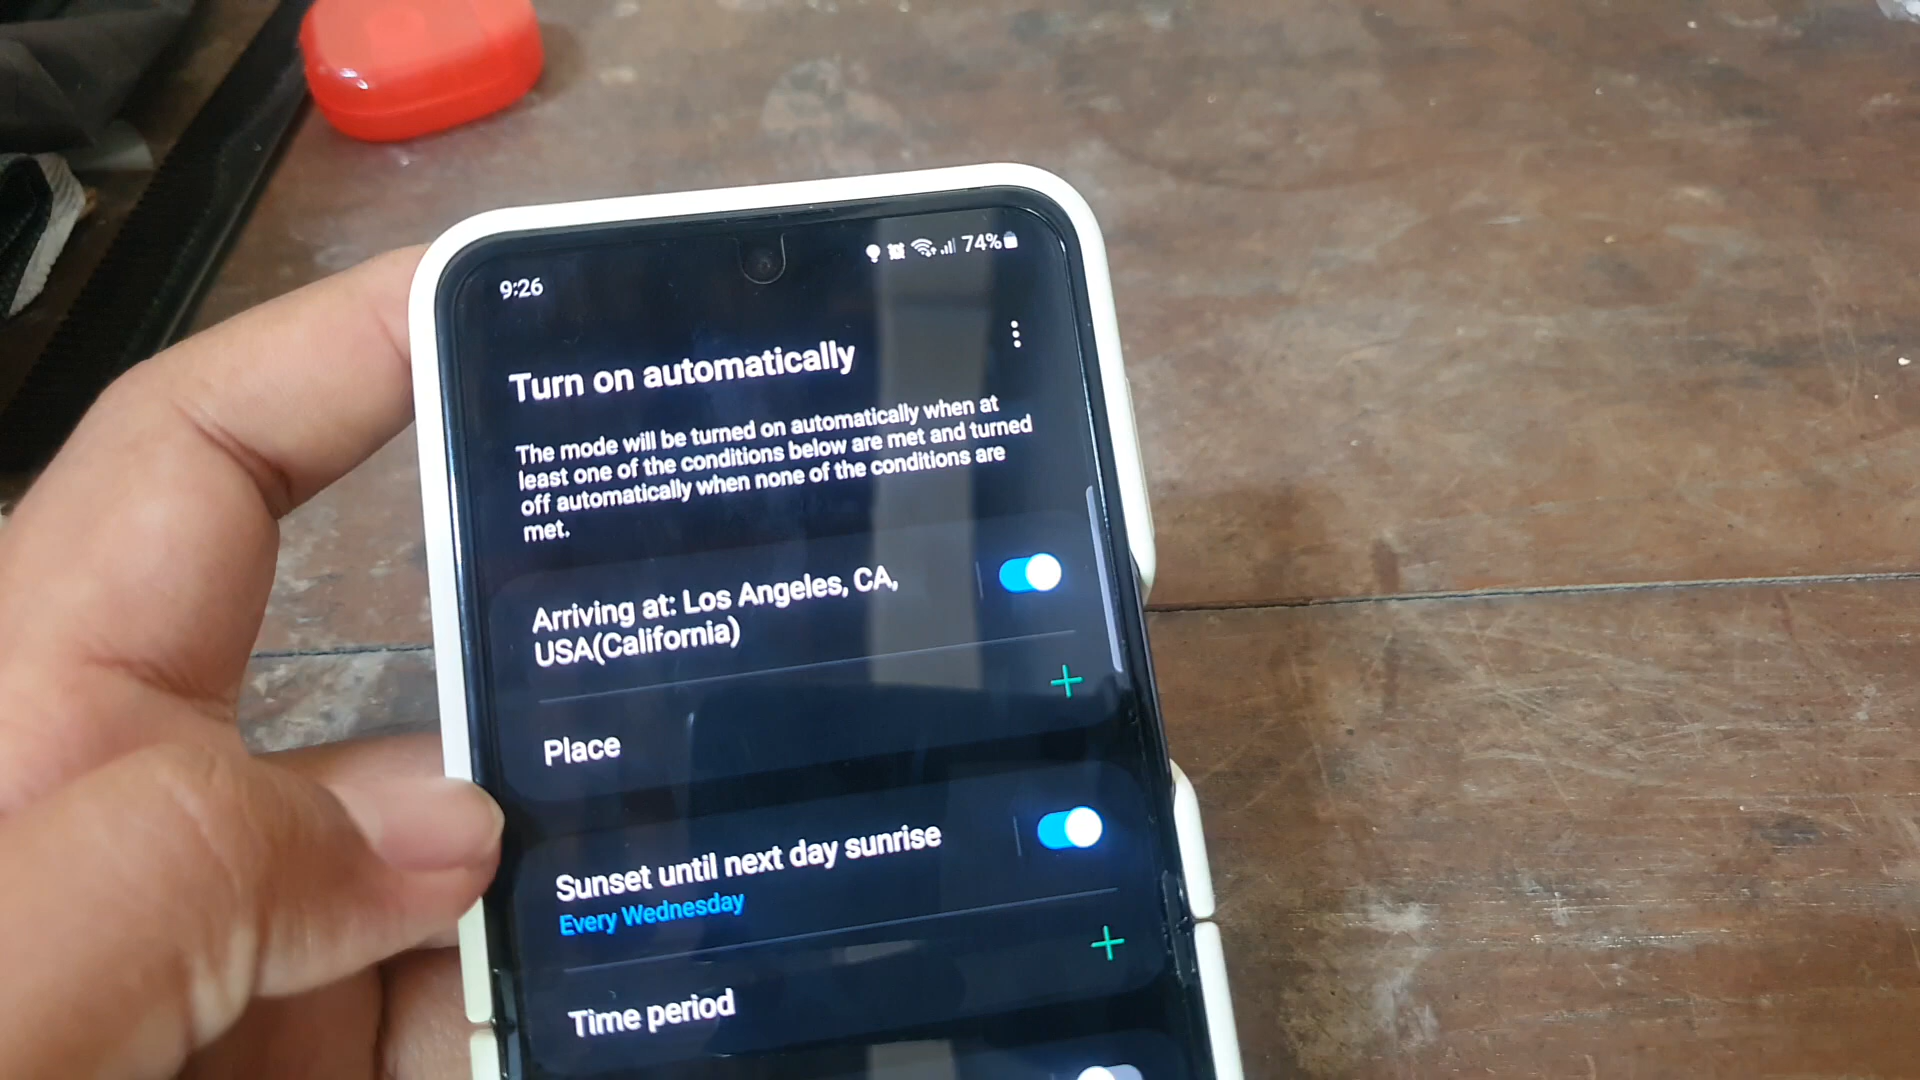 9:26
74%
Turn on automatically
The mode will be turned on automatically when at
least one of the conditions below are met and turned
off automatically when none of the conditions are
met.
Arriving at: Los Angeles, CA,
USA(California)
Place
Sunset until next day sunrise
Every Wednesday
Time period